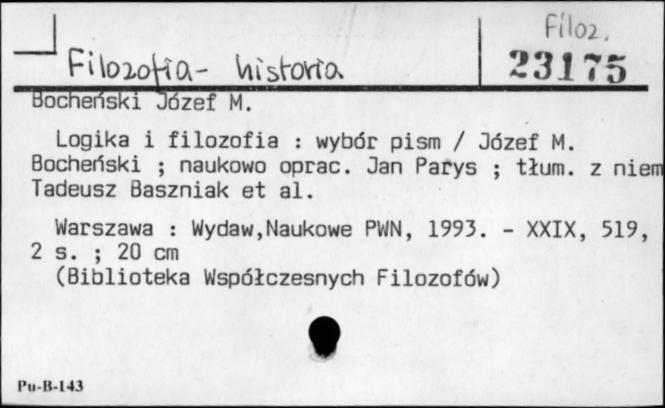 Filoz.
Filozofia - historia
23175
Bocheński Józef M.
Logika i filozofia : wybór pism / Józef M.
Bocheński ; naukowo oprac. Jan Parys ; tłum. z niem
Tadeusz Baszniak et al.
Warszawa : Wydaw,Naukowe PWN, 1993. - XXIX, 519,
2 s. ; 20 cm
(Biblioteka Współczesnych Filozofów)
Pu-B-143